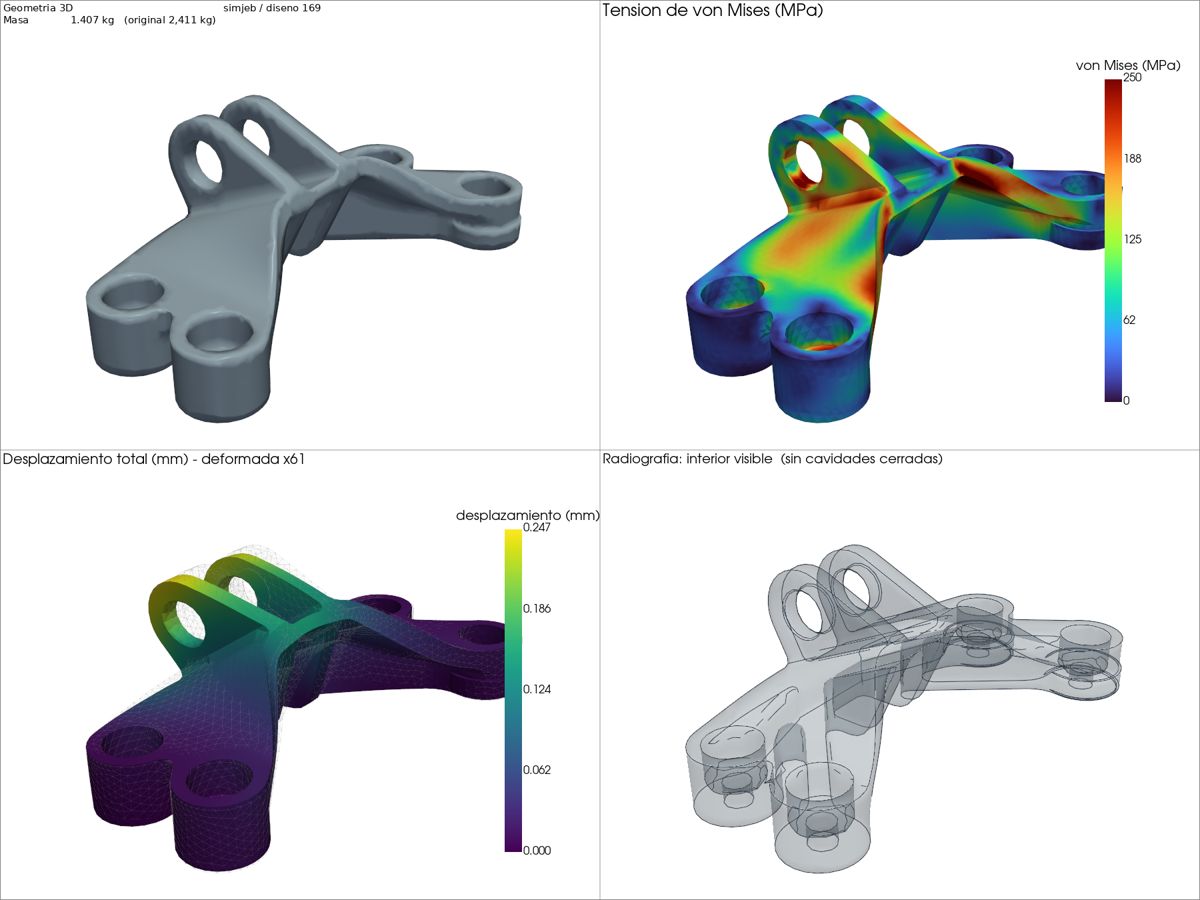 Geometria 3D simjeb / diseno 169
Masa 1.407 kg (original 2,411 kg)
Tension de von Mises (MPa)
von Mises (MPa)
250
188
125
62
0
Desplazamiento total (mm) - deformada x61
desplazamiento (mm)
0.247
0.186
0.124
0.062
0.000
Radiografia: interior visible (sin cavidades cerradas)